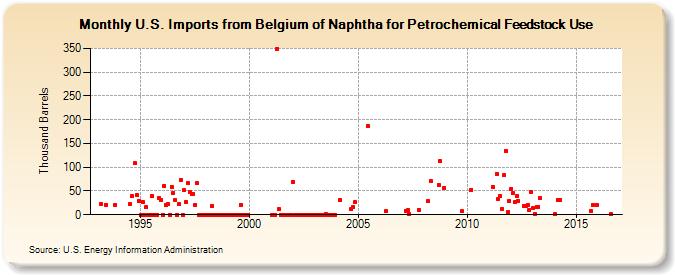 Monthly U.S. Imports from Belgium of Naphtha for Petrochemical Feedstock Use
Thousand Barrels
350
300
250
200
150
100
50
0
1995 2000 2005 2010 2015
Source: U.S. Energy Information Administration